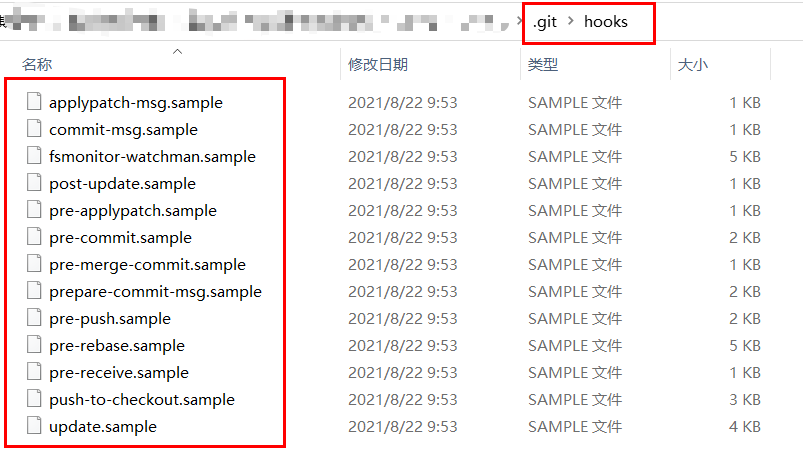 .git › hooks
名称 修改日期 类型 大小
applypatch-msg.sample 2021/8/22 9:53 SAMPLE 文件 1 KB
commit-msg.sample 2021/8/22 9:53 SAMPLE 文件 1 KB
fsmonitor-watchman.sample 2021/8/22 9:53 SAMPLE 文件 5 KB
post-update.sample 2021/8/22 9:53 SAMPLE 文件 1 KB
pre-applypatch.sample 2021/8/22 9:53 SAMPLE 文件 1 KB
pre-commit.sample 2021/8/22 9:53 SAMPLE 文件 2 KB
pre-merge-commit.sample 2021/8/22 9:53 SAMPLE 文件 1 KB
prepare-commit-msg.sample 2021/8/22 9:53 SAMPLE 文件 2 KB
pre-push.sample 2021/8/22 9:53 SAMPLE 文件 2 KB
pre-rebase.sample 2021/8/22 9:53 SAMPLE 文件 5 KB
pre-receive.sample 2021/8/22 9:53 SAMPLE 文件 1 KB
push-to-checkout.sample 2021/8/22 9:53 SAMPLE 文件 3 KB
update.sample 2021/8/22 9:53 SAMPLE 文件 4 KB